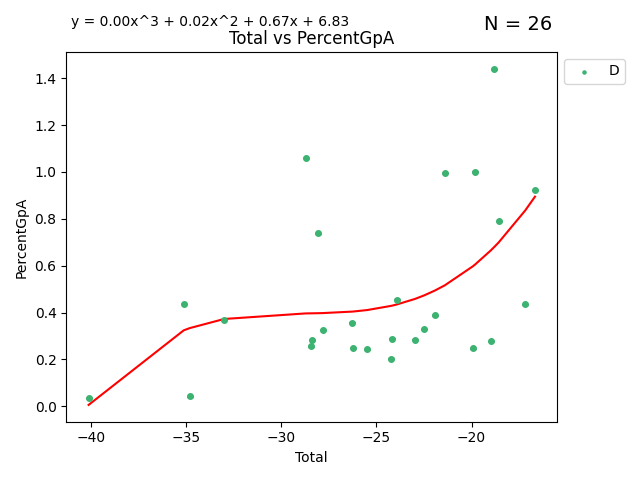 y = 0.00x^3 + 0.02x^2 + 0.67x + 6.83
N = 26
Total vs PercentGpA
D
PercentGpA
1.4
1.2
1.0
0.8
0.6
0.4
0.2
0.0
−40
−35
−30
−25
−20
Total